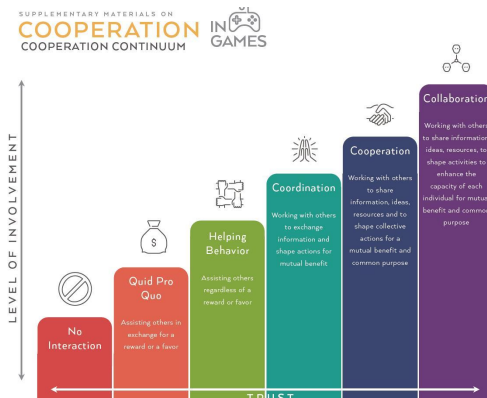 SUPPLEMENTARY MATERIALS ON
COOPERATION
COOPERATION CONTINUUM
IN
GAMES
LEVEL OF INVOLVEMENT
No
Interaction
Quid Pro
Quo
Assisting others in
exchange for a
reward or a favor
$
Helping
Behavior
Assisting others
regardless of a
reward or favor
Coordination
Working with others
to exchange
information and
shape actions for
mutual benefit
Cooperation
Working with others
to share
information, ideas,
resources and to
shape collective
actions for a
mutual benefit and
common purpose
Collaboration
Working with others
to share information,
ideas, resources, to
shape activities to
enhance the
capacity of each
individual for mutual
benefit and common
purpose
TRUST